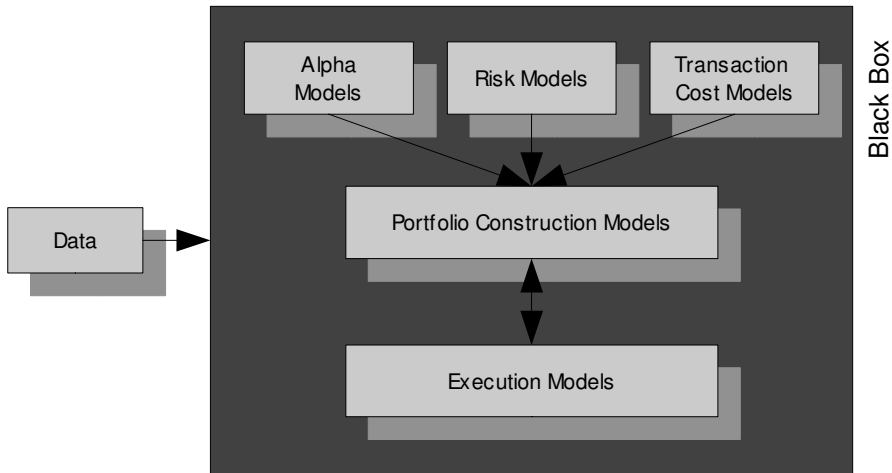 Alpha
Models
Risk Models
Transaction
Cost Models
Black Box
Data
Portfolio Construction Models
Execution Models